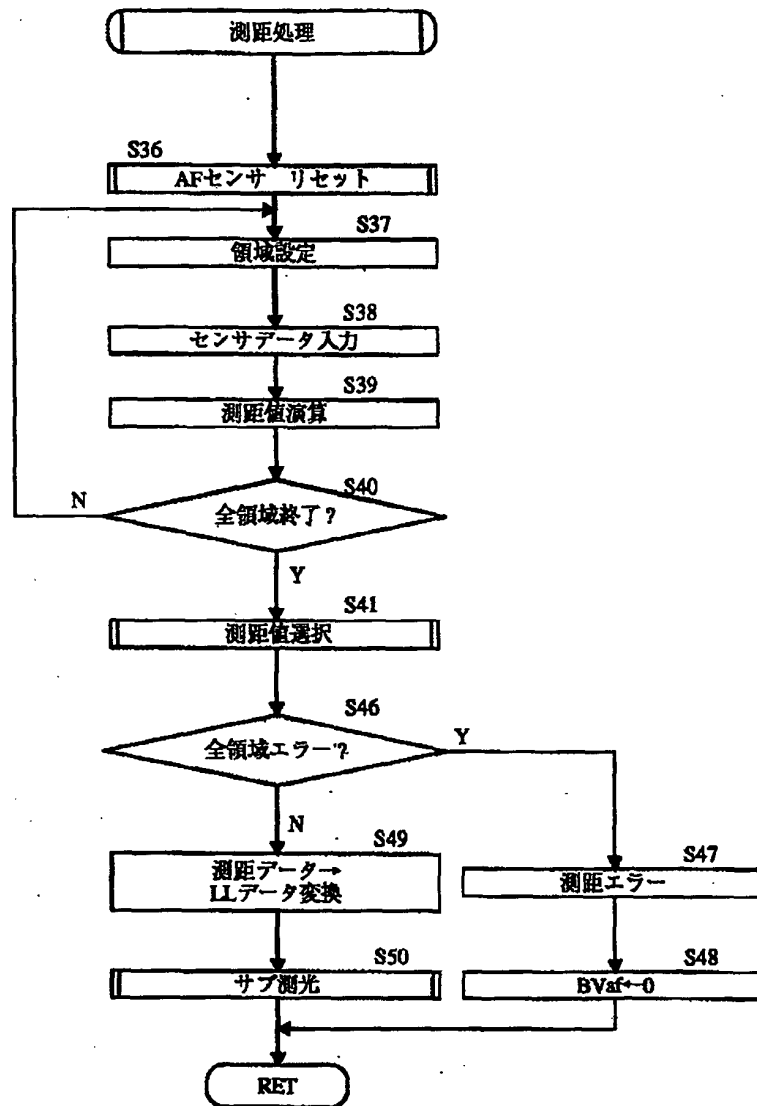 測距処理
S36
AFセンサ リセット
S37
領域設定
S38
センサデータ入力
S39
測距値演算
S40
全領域終了?
N
Y
S41
測距値選択
S46
全領域エラー?
Y
N
S49
測距データ→
LLデータ変換
S47
測距エラー
S50
サブ測光
S48
BVaf←0
RET